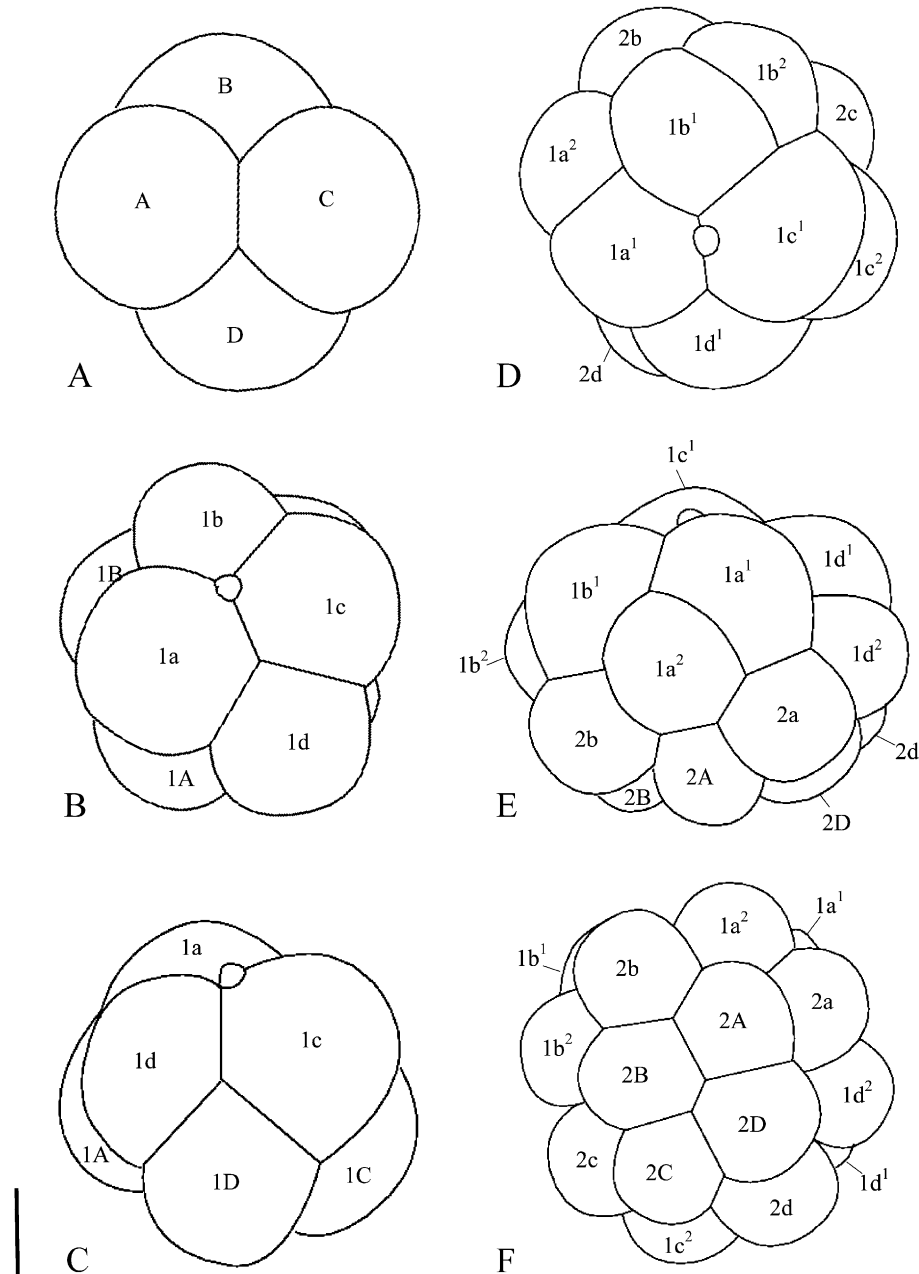 B
A
C
D
A
1b
1B
1c
1a
1d
1A
B
1a
1d
1c
1A
1D
1C
C
2b
1b²
2c
1b¹
1a²
1a¹
1c¹
1c²
1d¹
2d
D
1c¹
1d¹
1a¹
1b¹
1d²
1b²
1a²
2a
2b
2A
2d
2B
2D
E
1a¹
1a²
1b¹
2b
2a
2A
1b²
2B
1d²
2D
2c
2C
1d¹
2d
1c²
F